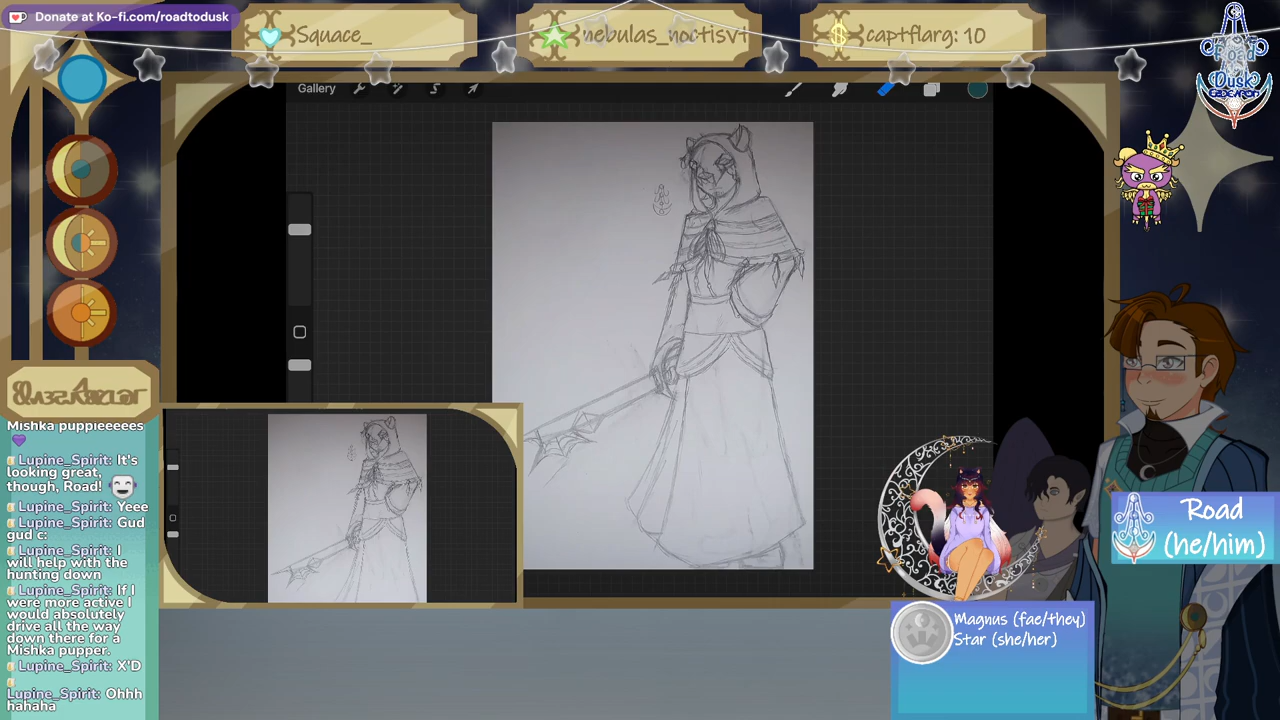 Donate at Ko-fi.com/roadtodusk
Squace_
nebulas_noctisv
captflarg: 10
Road
Dusk
Gallery
Mishka puppieeeees
Lupine_Spirit: It's
looking great,
though, Road!
Lupine_Spirit: Yeee
Lupine_Spirit: Gud
gud c:
Lupine_Spirit: I
will help with the
hunting down
Lupine_Spirit: If I
were more active I
would absolutely
drive all the way
down there for a
Mishka pupper.
Lupine_Spirit: X'D
Lupine_Spirit: Ohhh
hahaha
Road
(he/him)
Magnus (fae/they)
Star (she/her)